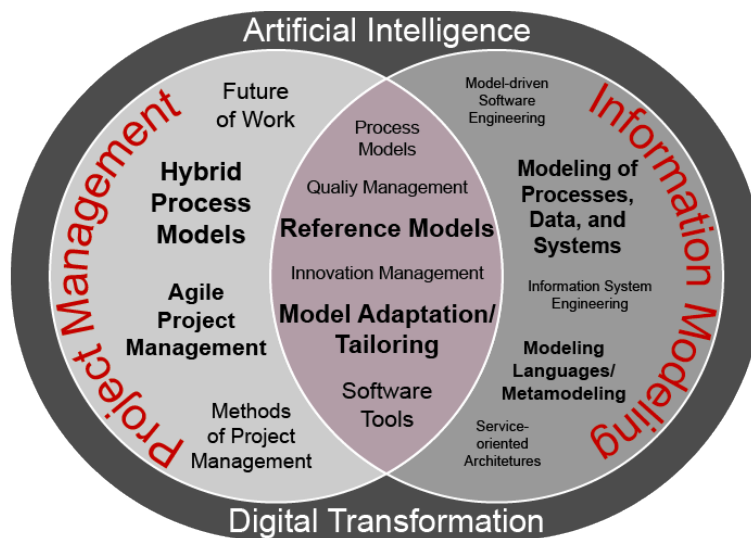 Artificial Intelligence
Project Management
Future
of Work
Hybrid
Process
Models
Agile
Project
Management
Methods
of Project
Management
Process
Models
Qualiy Management
Reference Models
Innovation Management
Model Adaptation/
Tailoring
Software
Tools
Model-driven
Software
Engineering
Modeling of
Processes,
Data, and
Systems
Information System
Engineering
Modeling
Languages/
Metamodeling
Service-
oriented
Architetures
Information Modeling
Digital Transformation